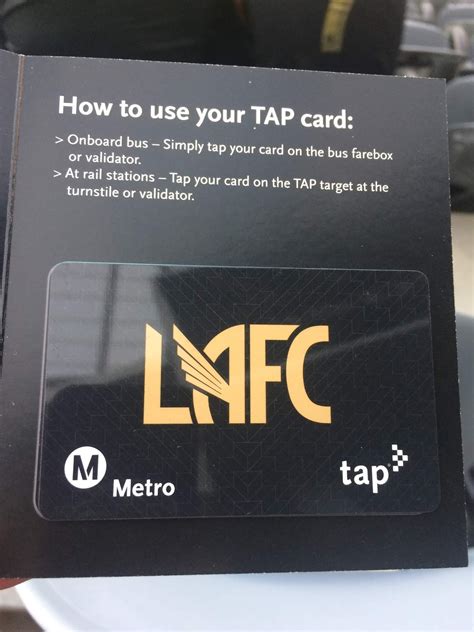 How to use your TAP card:
> Onboard bus – Simply tap your card on the bus farebox
or validator.
> At rail stations – Tap your card on the TAP target at the
turnstile or validator.
LAFC
M Metro
tap